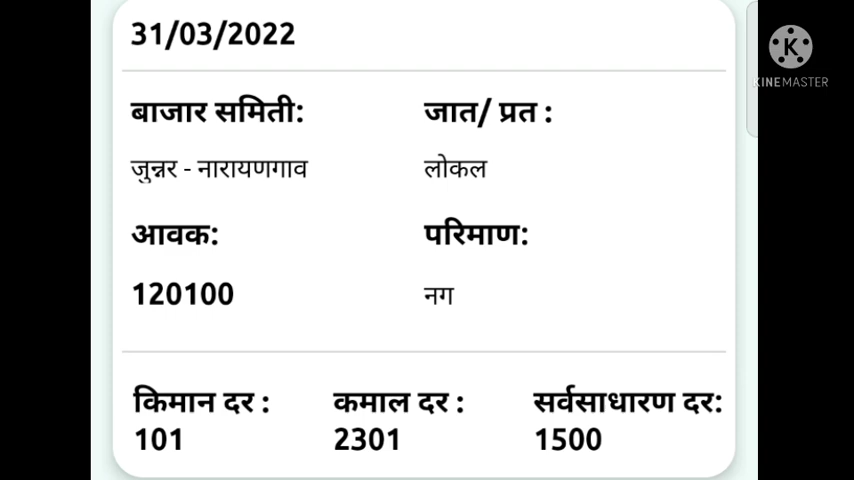 31/03/2022
KINEMASTER
बाजार समिती: जात/ प्रत :
जुन्नर - नारायणगाव लोकल
आवक: परिमाण:
120100 नग
किमान दर : कमाल दर : सर्वसाधारण दर:
101 2301 1500